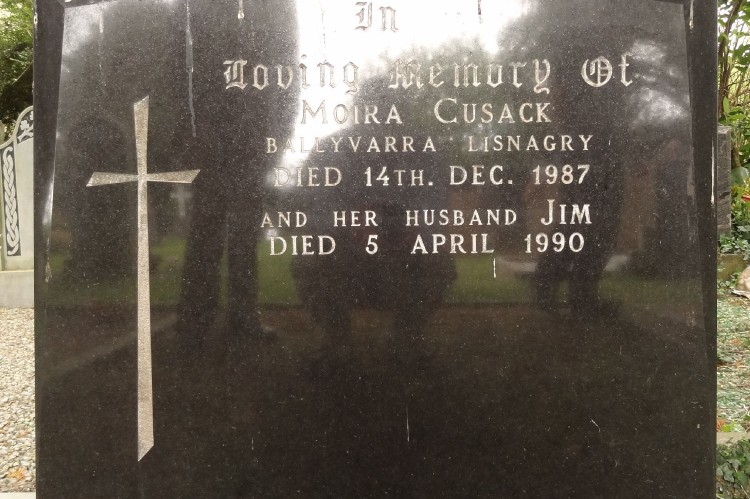 In
Loving Memory Of
MOIRA CUSACK
BALLYVARRA LISNAGRY
DIED 14TH. DEC. 1987
AND HER HUSBAND JIM
DIED 5 APRIL 1990